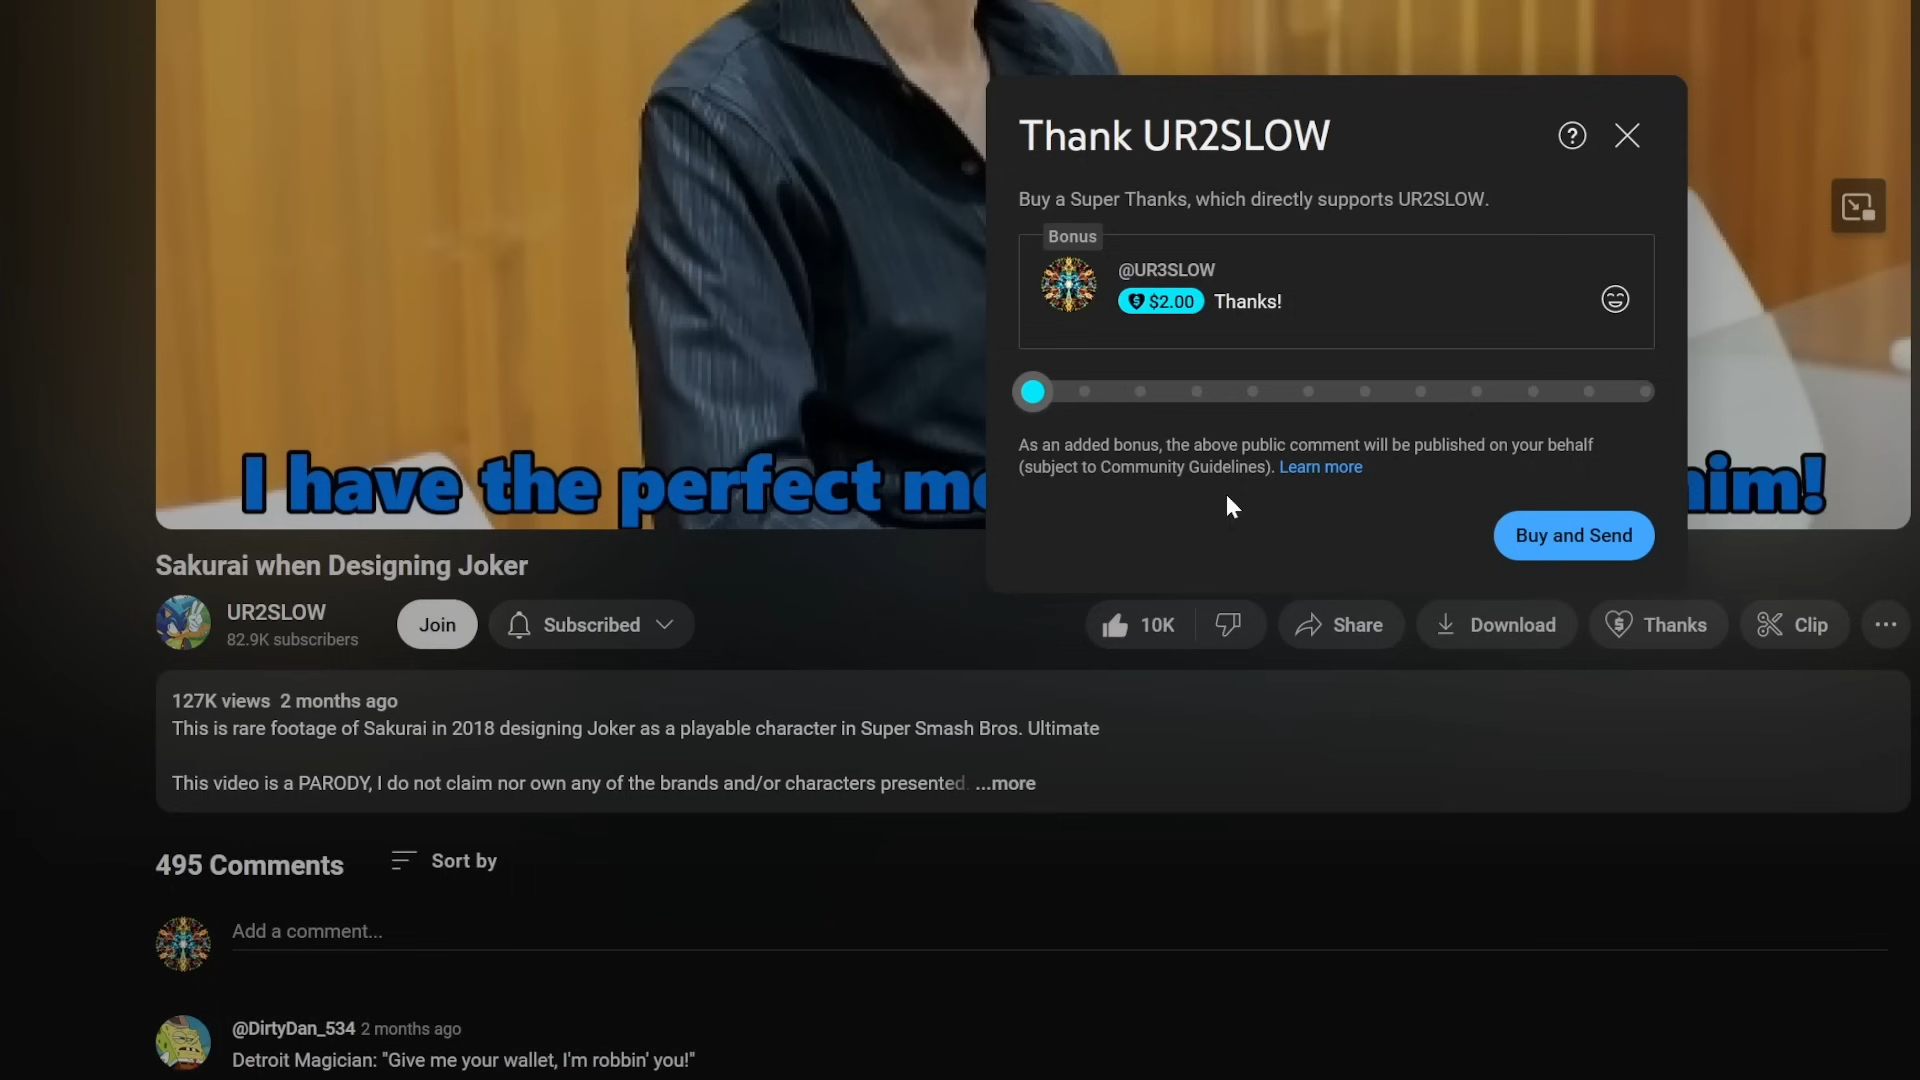 Thank UR2SLOW
Buy a Super Thanks, which directly supports UR2SLOW.
Bonus
@UR3SLOW
$2.00 Thanks!
As an added bonus, the above public comment will be published on your behalf
(subject to Community Guidelines). Learn more
Buy and Send
I have the perfect
Sakurai when Designing Joker
UR2SLOW
82.9K subscribers
Join
Subscribed
10K
Share
Download
Thanks
Clip
127K views 2 months ago
This is rare footage of Sakurai in 2018 designing Joker as a playable character in Super Smash Bros. Ultimate
This video is a PARODY, I do not claim nor own any of the brands and/or characters presented. ...more
495 Comments
Sort by
Add a comment...
@DirtyDan_534 2 months ago
Detroit Magician: "Give me your wallet, I'm robbin' you!"